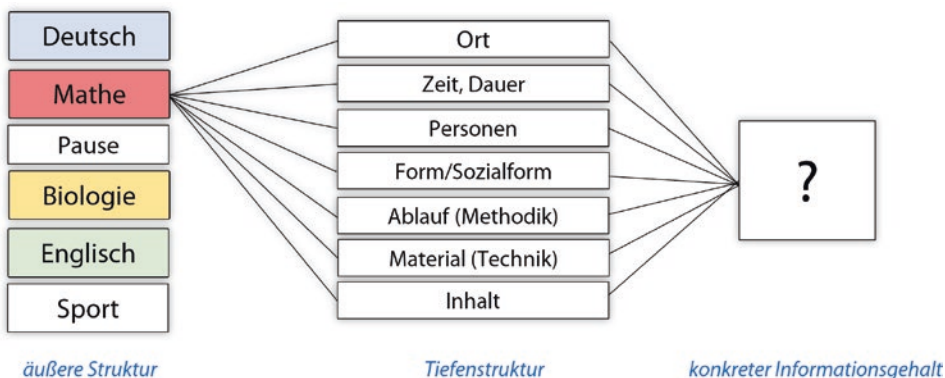 Deutsch
Mathe
Pause
Biologie
Englisch
Sport
äußere Struktur
Ort
Zeit, Dauer
Personen
Form/Sozialform
Ablauf (Methodik)
Material (Technik)
Inhalt
Tiefenstruktur
?
konkreter Informationsgehalt